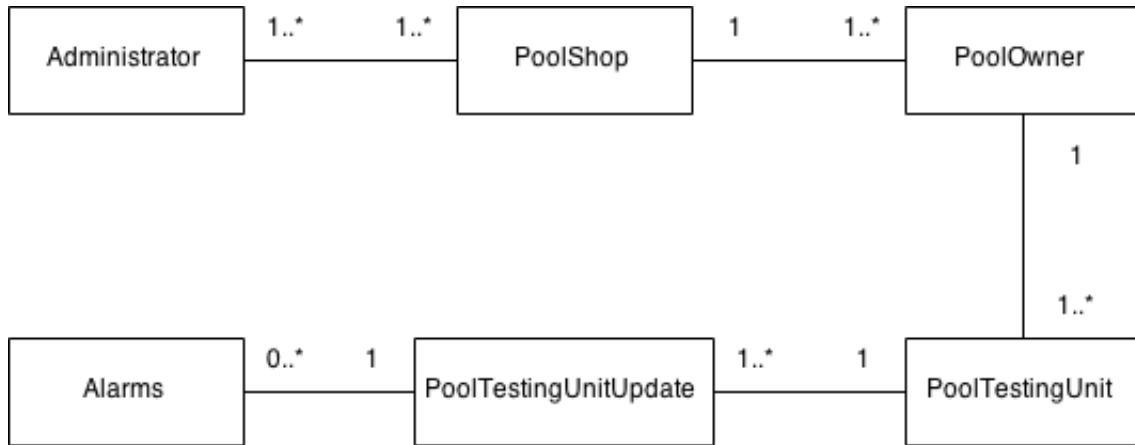 1..* 1..* 1 1..*
Administrator PoolShop PoolOwner
1
1..*
0..* 1 1..* 1
Alarms PoolTestingUnitUpdate PoolTestingUnit